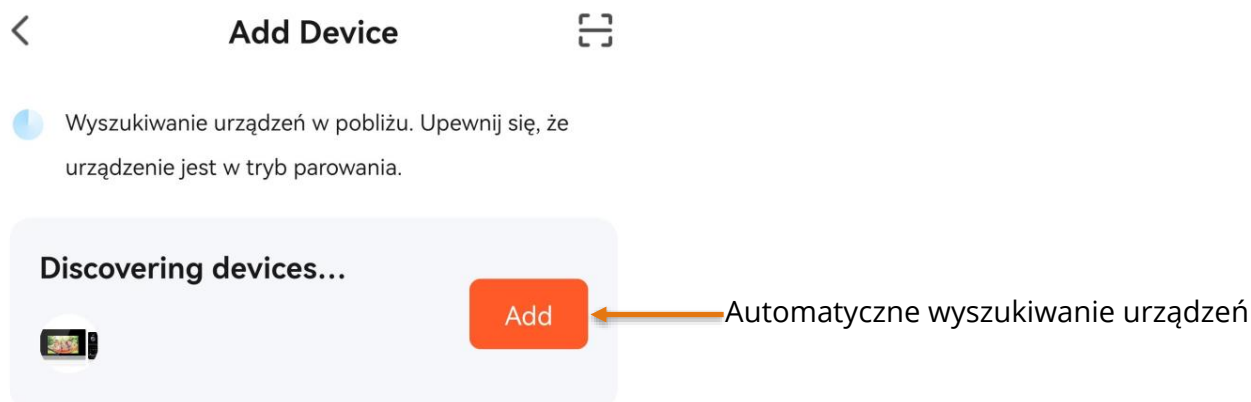 Add Device
Wyszukiwanie urządzeń w pobliżu. Upewnij się, że
urządzenie jest w tryb parowania.
Discovering devices...
Add
Automatyczne wyszukiwanie urządzeń